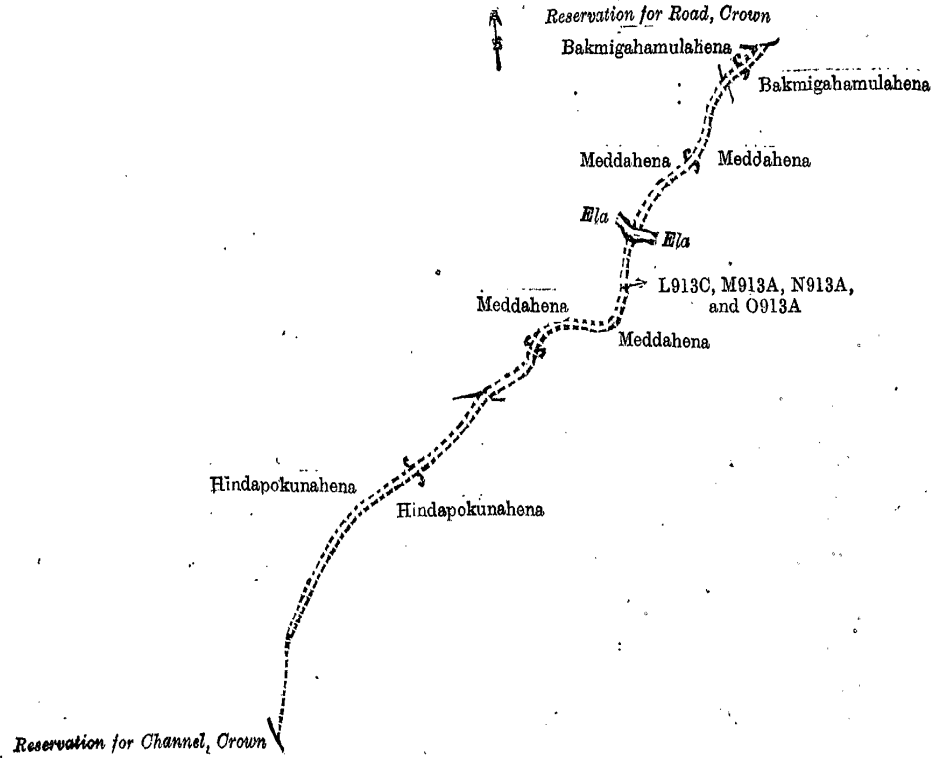 Reservation for Road, Crown
Bakmigahamulahena
Bakmigahamulahena
Meddahena
Meddahena
Ela
Ela
L913C, M913A, N913A,
and O913A
Meddahena
Meddahena
Hindapokunahena
Hindapokunahena
Reservation for Channel, Crown